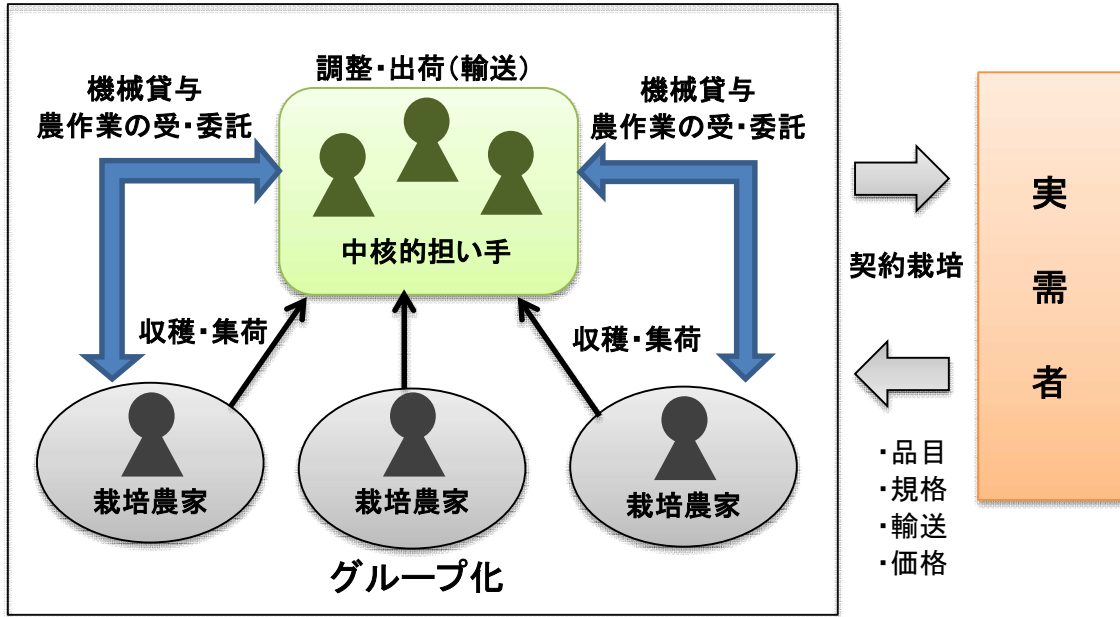 調整・出荷(輸送)
機械貸与
農作業の受・委託
機械貸与
農作業の受・委託
中核的担い手
収穫・集荷
収穫・集荷
栽培農家
栽培農家
栽培農家
グループ化
契約栽培
・品目
・規格
・輸送
・価格
実
需
者